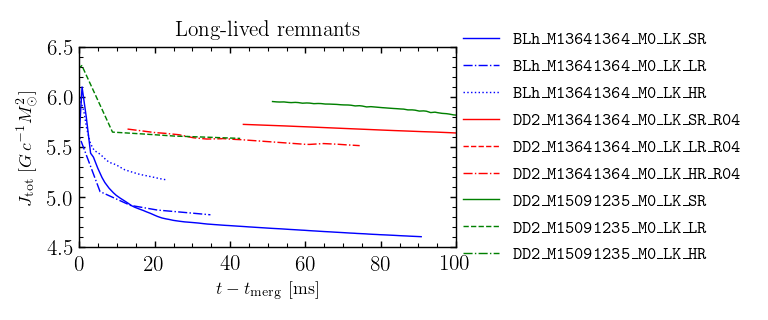 Long-lived remnants
6.5
6.0
5.5
5.0
4.5
J_tot [G c^−1 M_⊙^2]
0
20
40
60
80
100
t − t_merg [ms]
BLh_M13641364_M0_LK_SR
BLh_M13641364_M0_LK_LR
BLh_M13641364_M0_LK_HR
DD2_M13641364_M0_LK_SR_R04
DD2_M13641364_M0_LK_LR_R04
DD2_M13641364_M0_LK_HR_R04
DD2_M15091235_M0_LK_SR
DD2_M15091235_M0_LK_LR
DD2_M15091235_M0_LK_HR